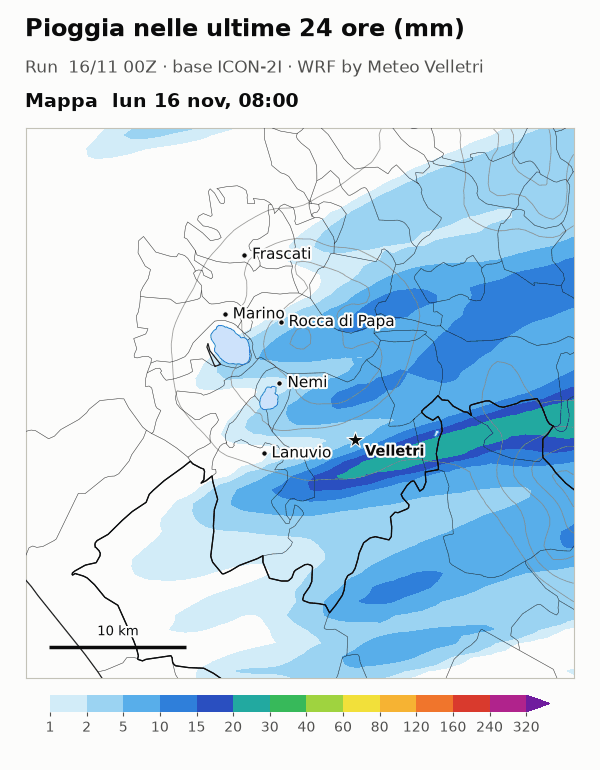 Pioggia nelle ultime 24 ore (mm)
Run  16/11 00Z · base ICON-2I · WRF by Meteo Velletri
Mappa  lun 16 nov, 08:00
Frascati
Marino
Rocca di Papa
Nemi
Velletri
Lanuvio
10 km
1 2 5 10 15 20 30 40 60 80 120 160 240 320